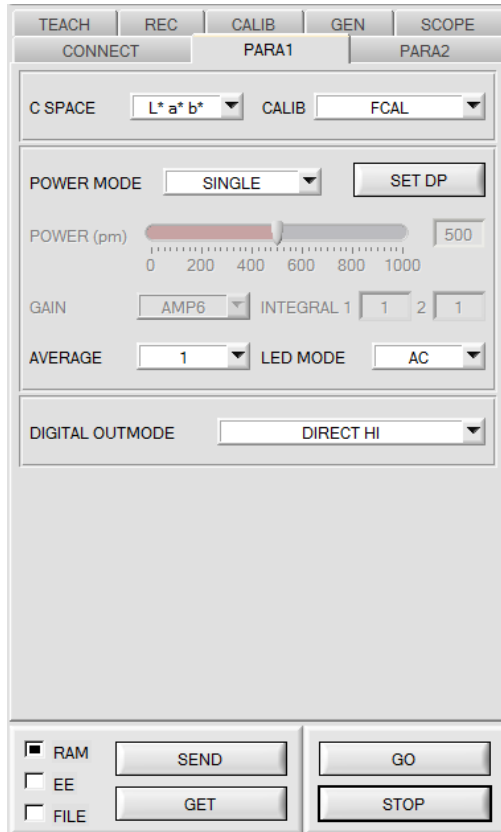 TEACH REC CALIB GEN SCOPE
CONNECT PARA1 PARA2
C SPACE L* a* b* CALIB FCAL
POWER MODE SINGLE SET DP
POWER (pm) 500
0 200 400 600 800 1000
GAIN AMP6 INTEGRAL 1 1 2 1
AVERAGE 1 LED MODE AC
DIGITAL OUTMODE DIRECT HI
RAM SEND GO
EE
GET STOP
FILE